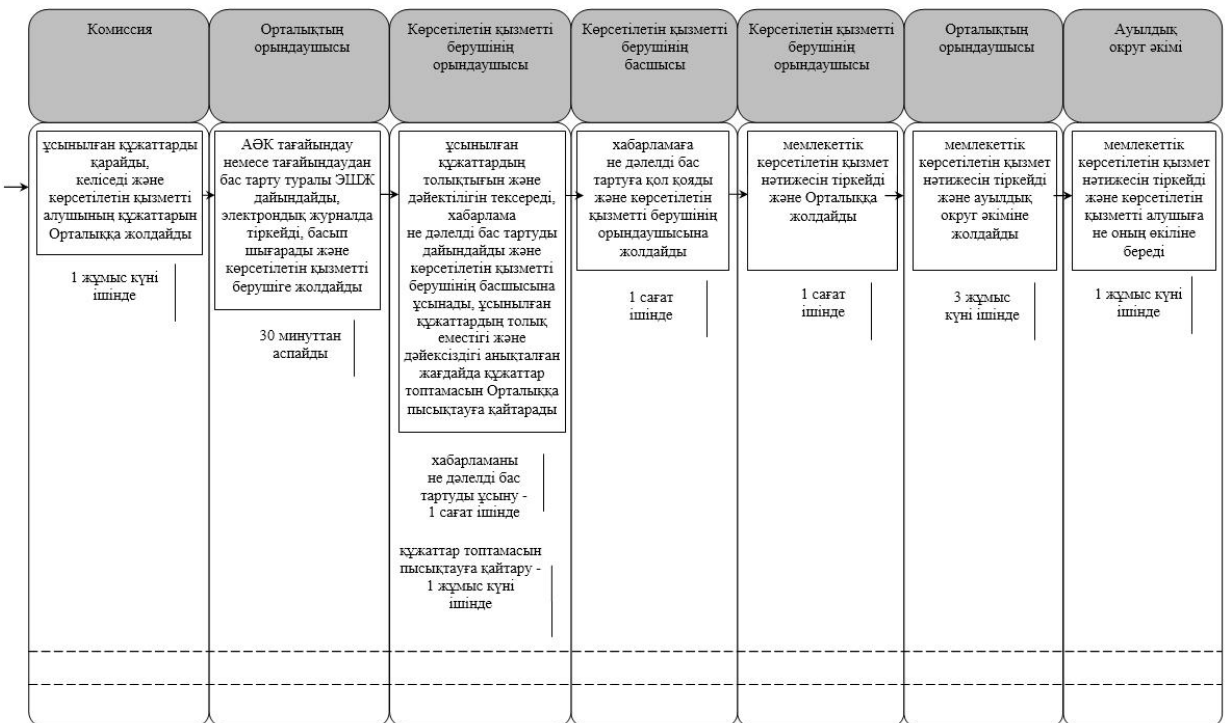 Комиссия
Орталықтың
орындаушысы
Көрсетілетін қызметті
берушінің
орындаушысы
Көрсетілетін қызметті
берушінің
басшысы
Көрсетілетін қызметті
берушінің
орындаушысы
Орталықтың
орындаушысы
Ауылдық
округ әкімі
ұсынылған құжаттарды
қарайды,
келіседі және
көрсетілетін қызметті
алушының құжаттарын
Орталыққа жолдайды
1 жұмыс күні
ішінде
АӘК тағайындау
немесе тағайындаудан
бас тарту туралы ЭШЖ
дайындайды,
электрондық журналда
тіркейді, басып
шығарады және
көрсетілетін қызметті
берушіге жолдайды
30 минуттан
аспайды
ұсынылған
құжаттардың
толықтығын және
дәйектілігін тексереді,
хабарлама
не дәлелді бас тартуды
дайындайды және
көрсетілетін қызметті
берушінің басшысына
ұсынады, ұсынылған
құжаттардың толық
еместігі және
дәйексіздігі анықталған
жағдайда құжаттар
топтамасын Орталыққа
пысықтауға қайтарады
хабарламаны
не дәлелді бас
тартуды ұсыну -
1 сағат ішінде
құжаттар топтамасын
пысықтауға қайтару -
1 жұмыс күні
ішінде
хабарламаға
не дәлелді бас
тартуға қол қояды
және көрсетілетін
қызметті берушінің
орындаушысына
жолдайды
1 сағат
ішінде
мемлекеттік
көрсетілетін қызмет
нәтижесін тіркейді
және Орталыққа
жолдайды
1 сағат
ішінде
мемлекеттік
көрсетілетін қызмет
нәтижесін тіркейді
және ауылдық
округ әкіміне
жолдайды
3 жұмыс
күні ішінде
мемлекеттік
көрсетілетін қызмет
нәтижесін тіркейді
және көрсетілетін
қызметті алушыға
не оның өкіліне
береді
1 жұмыс күні
ішінде